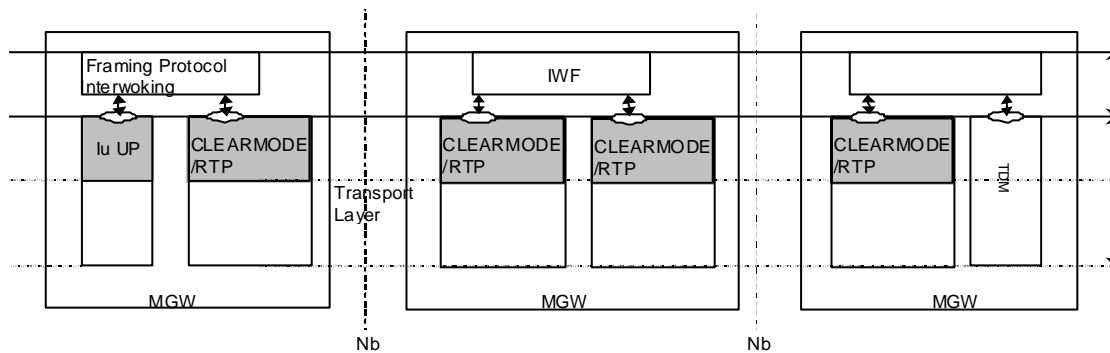 Framing Protocol
Interwoking
IWF
Iu UP
CLEARMODE
/RTP
CLEARMODE
/RTP
CLEARMODE
/RTP
CLEARMODE
/RTP
TDM
Transport
Layer
MGW
MGW
MGW
Nb
Nb